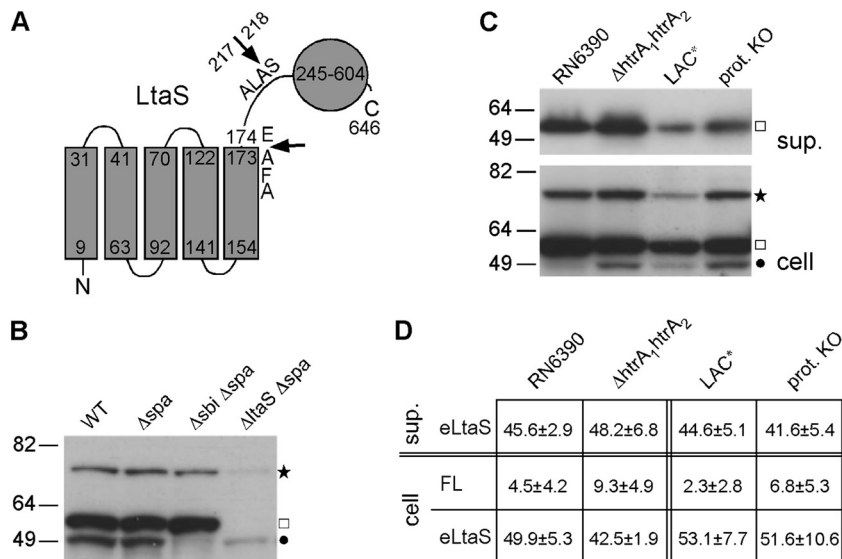 A
217 218
ALAS
245-604
LtaS
C
646
174 E
A
F
A
31 41 70 122 173
9 63 92 141 154
N
B
WT Δspa Δsbi Δspa ΔltaS Δspa
82
64
49
★
□
●
C
RN6390 ΔhtrA₁htrA₂ LAC* prot. KO
64
49
□
sup.
82
64
49
★
□
●
cell
D
RN6390 ΔhtrA₁htrA₂ LAC* prot. KO
sup. eLtaS 45.6±2.9 48.2±6.8 44.6±5.1 41.6±5.4
cell FL 4.5±4.2 9.3±4.9 2.3±2.8 6.8±5.3
eLtaS 49.9±5.3 42.5±1.9 53.1±7.7 51.6±10.6